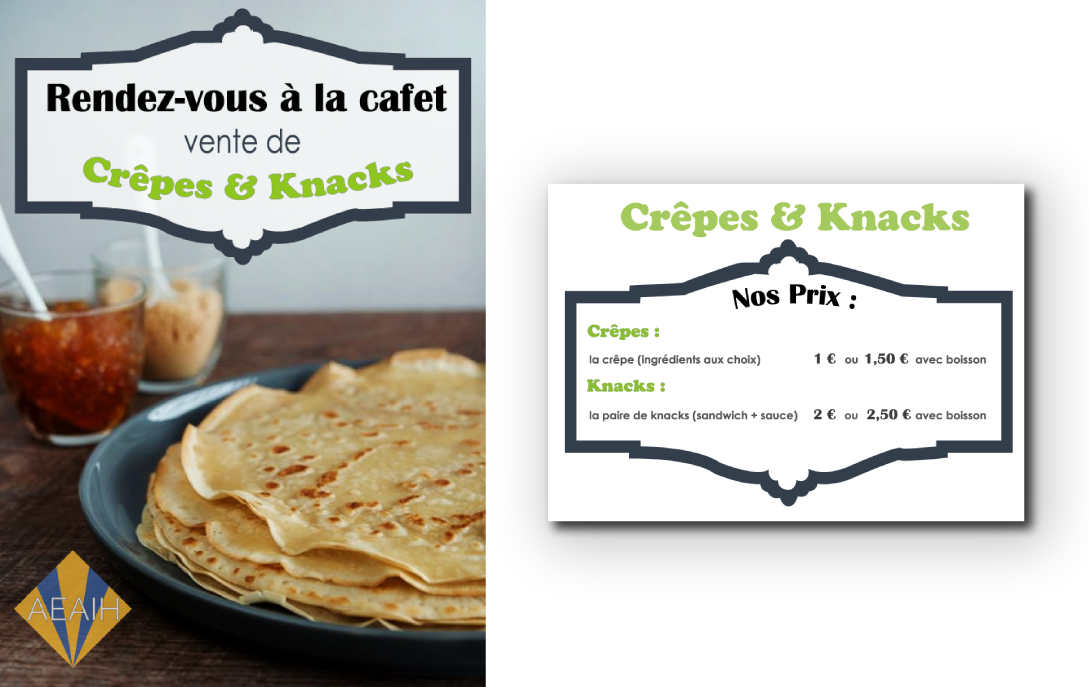 Rendez-vous à la cafet
vente de
Crêpes & Knacks
AEAIH
Crêpes & Knacks
Nos Prix :
Crêpes :
la crêpe (ingrédients aux choix) 1 € ou 1,50 € avec boisson
Knacks :
la paire de knacks (sandwich + sauce) 2 € ou 2,50 € avec boisson